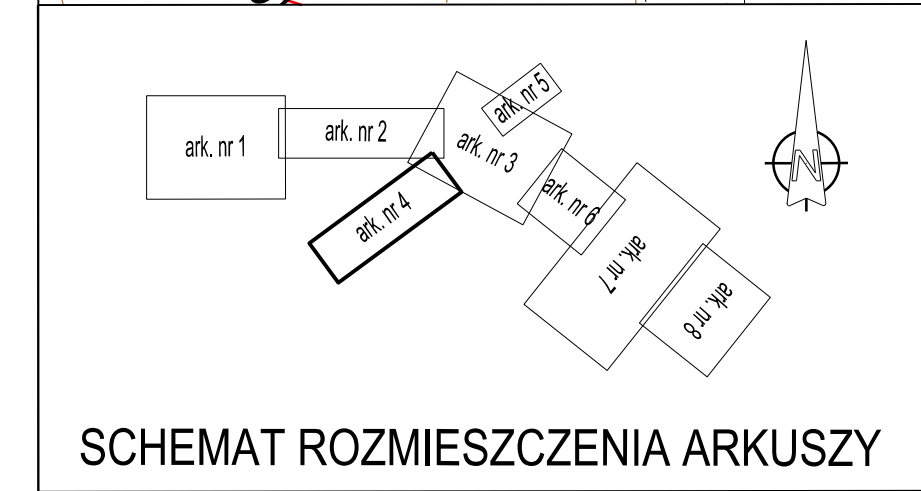 ark. nr 1
ark. nr 2
ark. nr 3
ark. nr 4
ark. nr 5
ark. nr 6
ark. nr 7
ark. nr 8
N
SCHEMAT ROZMIESZCZENIA ARKUSZY